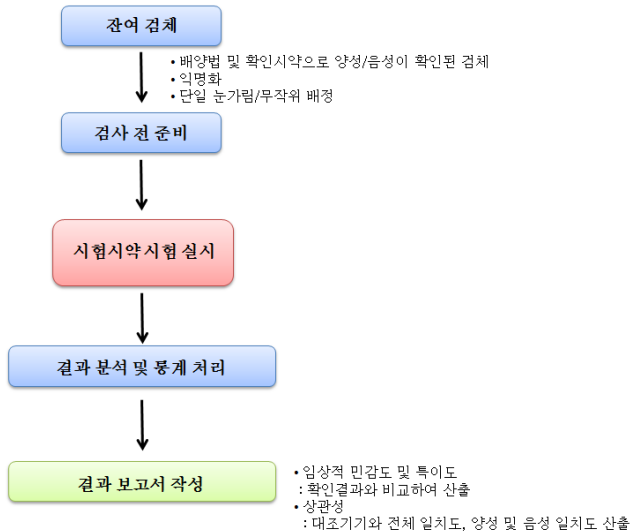 잔여 검체
• 배양법 및 확인시약으로 양성/음성이 확인된 검체
• 익명화
• 단일 눈가림/무작위 배정
검사 전 준비
시험시약 시험 실시
결과 분석 및 통계 처리
결과 보고서 작성
• 임상적 민감도 및 특이도
: 확인결과와 비교하여 산출
• 상관성
: 대조기기와 전체 일치도, 양성 및 음성 일치도 산출